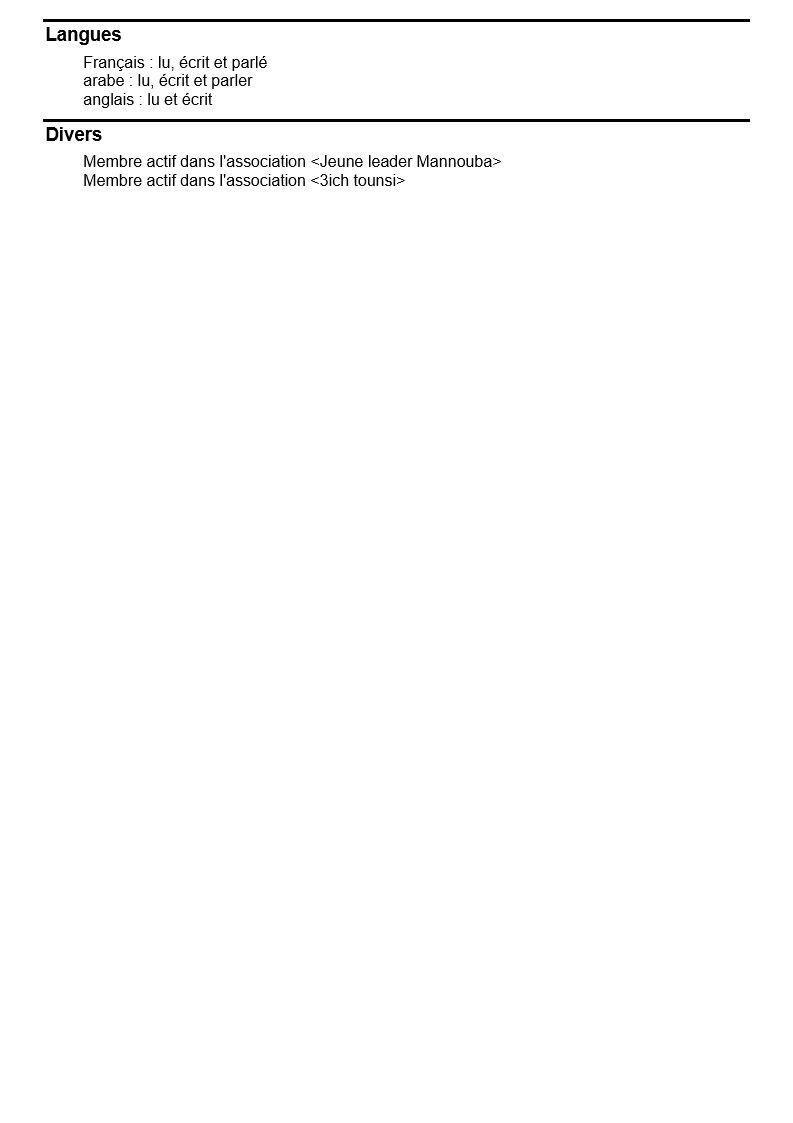 Langues
Français : lu, écrit et parlé
arabe : lu, écrit et parler
anglais : lu et écrit
Divers
Membre actif dans l'association <Jeune leader Mannouba>
Membre actif dans l'association <3ich tounsi>